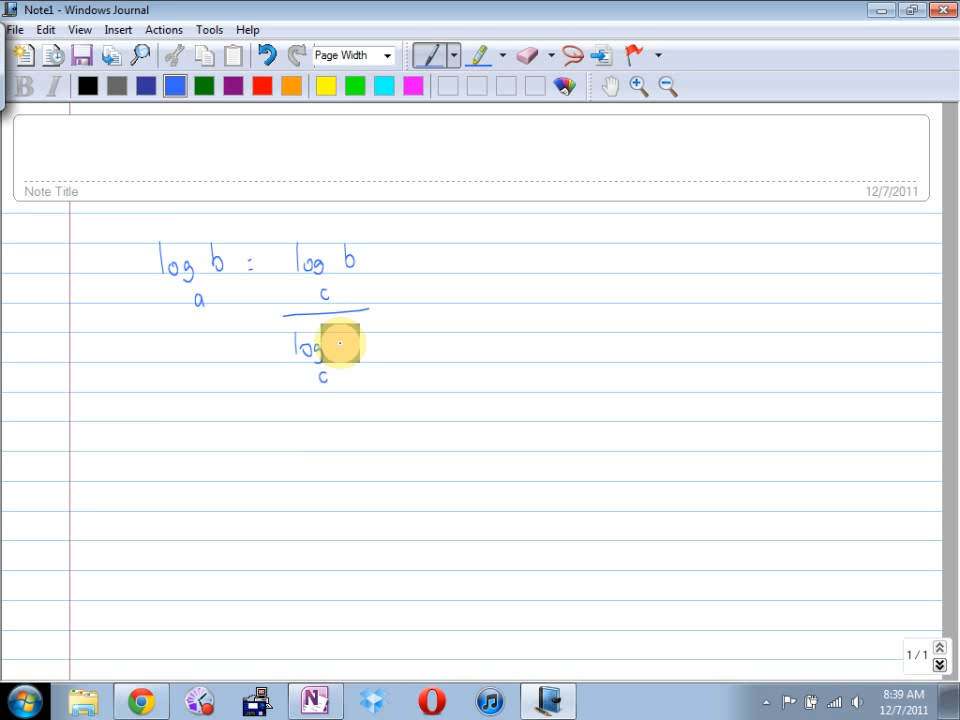 Note1 - Windows Journal
File Edit View Insert Actions Tools Help
Page Width
B I
Note Title 12/7/2011
log b = log b
a c
log
c
1 / 1
8:39 AM
12/7/2011